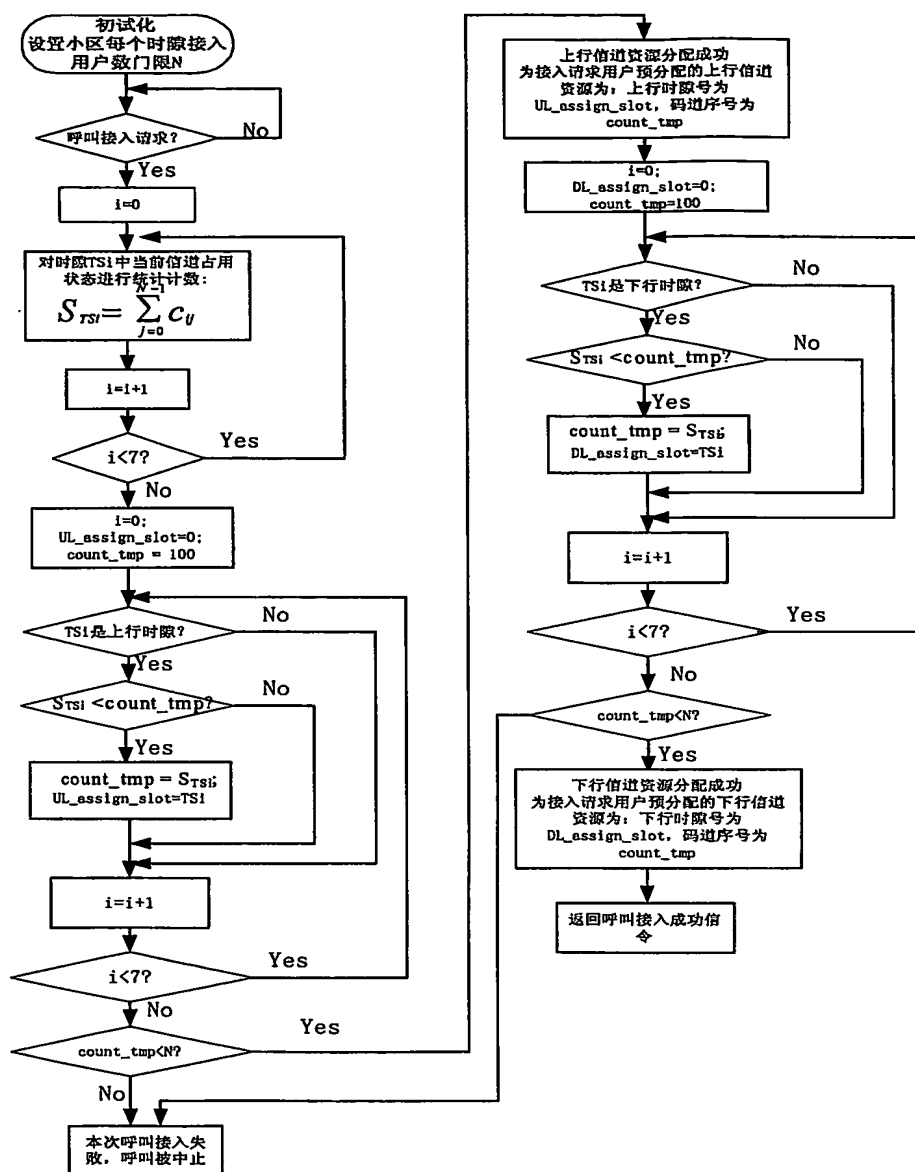 初试化
设置小区每个时隙接入
用户数门限N
呼叫接入请求?
No
Yes
i=0
对时隙TSi中当前信道占用
状态进行统计计数:
N-1
S_TSi = ∑ c_ij
j=0
i=i+1
i<7?
Yes
No
i=0;
UL_assign_slot=0;
count_tmp = 100
TSi是上行时隙?
No
Yes
S_TSi <count_tmp?
No
Yes
count_tmp = S_TSi;
UL_assign_slot=TSi
i=i+1
i<7?
Yes
No
count_tmp<N?
Yes
No
本次呼叫接入失
败, 呼叫被中止
上行信道资源分配成功
为接入请求用户预分配的上行信道
资源为: 上行时隙号为
UL_assign_slot, 码道序号为
count_tmp
i=0;
DL_assign_slot=0;
count_tmp=100
TSi是下行时隙?
No
Yes
S_TSi <count_tmp?
No
Yes
count_tmp = S_TSi;
DL_assign_slot=TSi
i=i+1
i<7?
Yes
No
count_tmp<N?
Yes
下行信道资源分配成功
为接入请求用户预分配的下行信道
资源为: 下行时隙号为
DL_assign_slot, 码道序号为
count_tmp
返回呼叫接入成功信
令